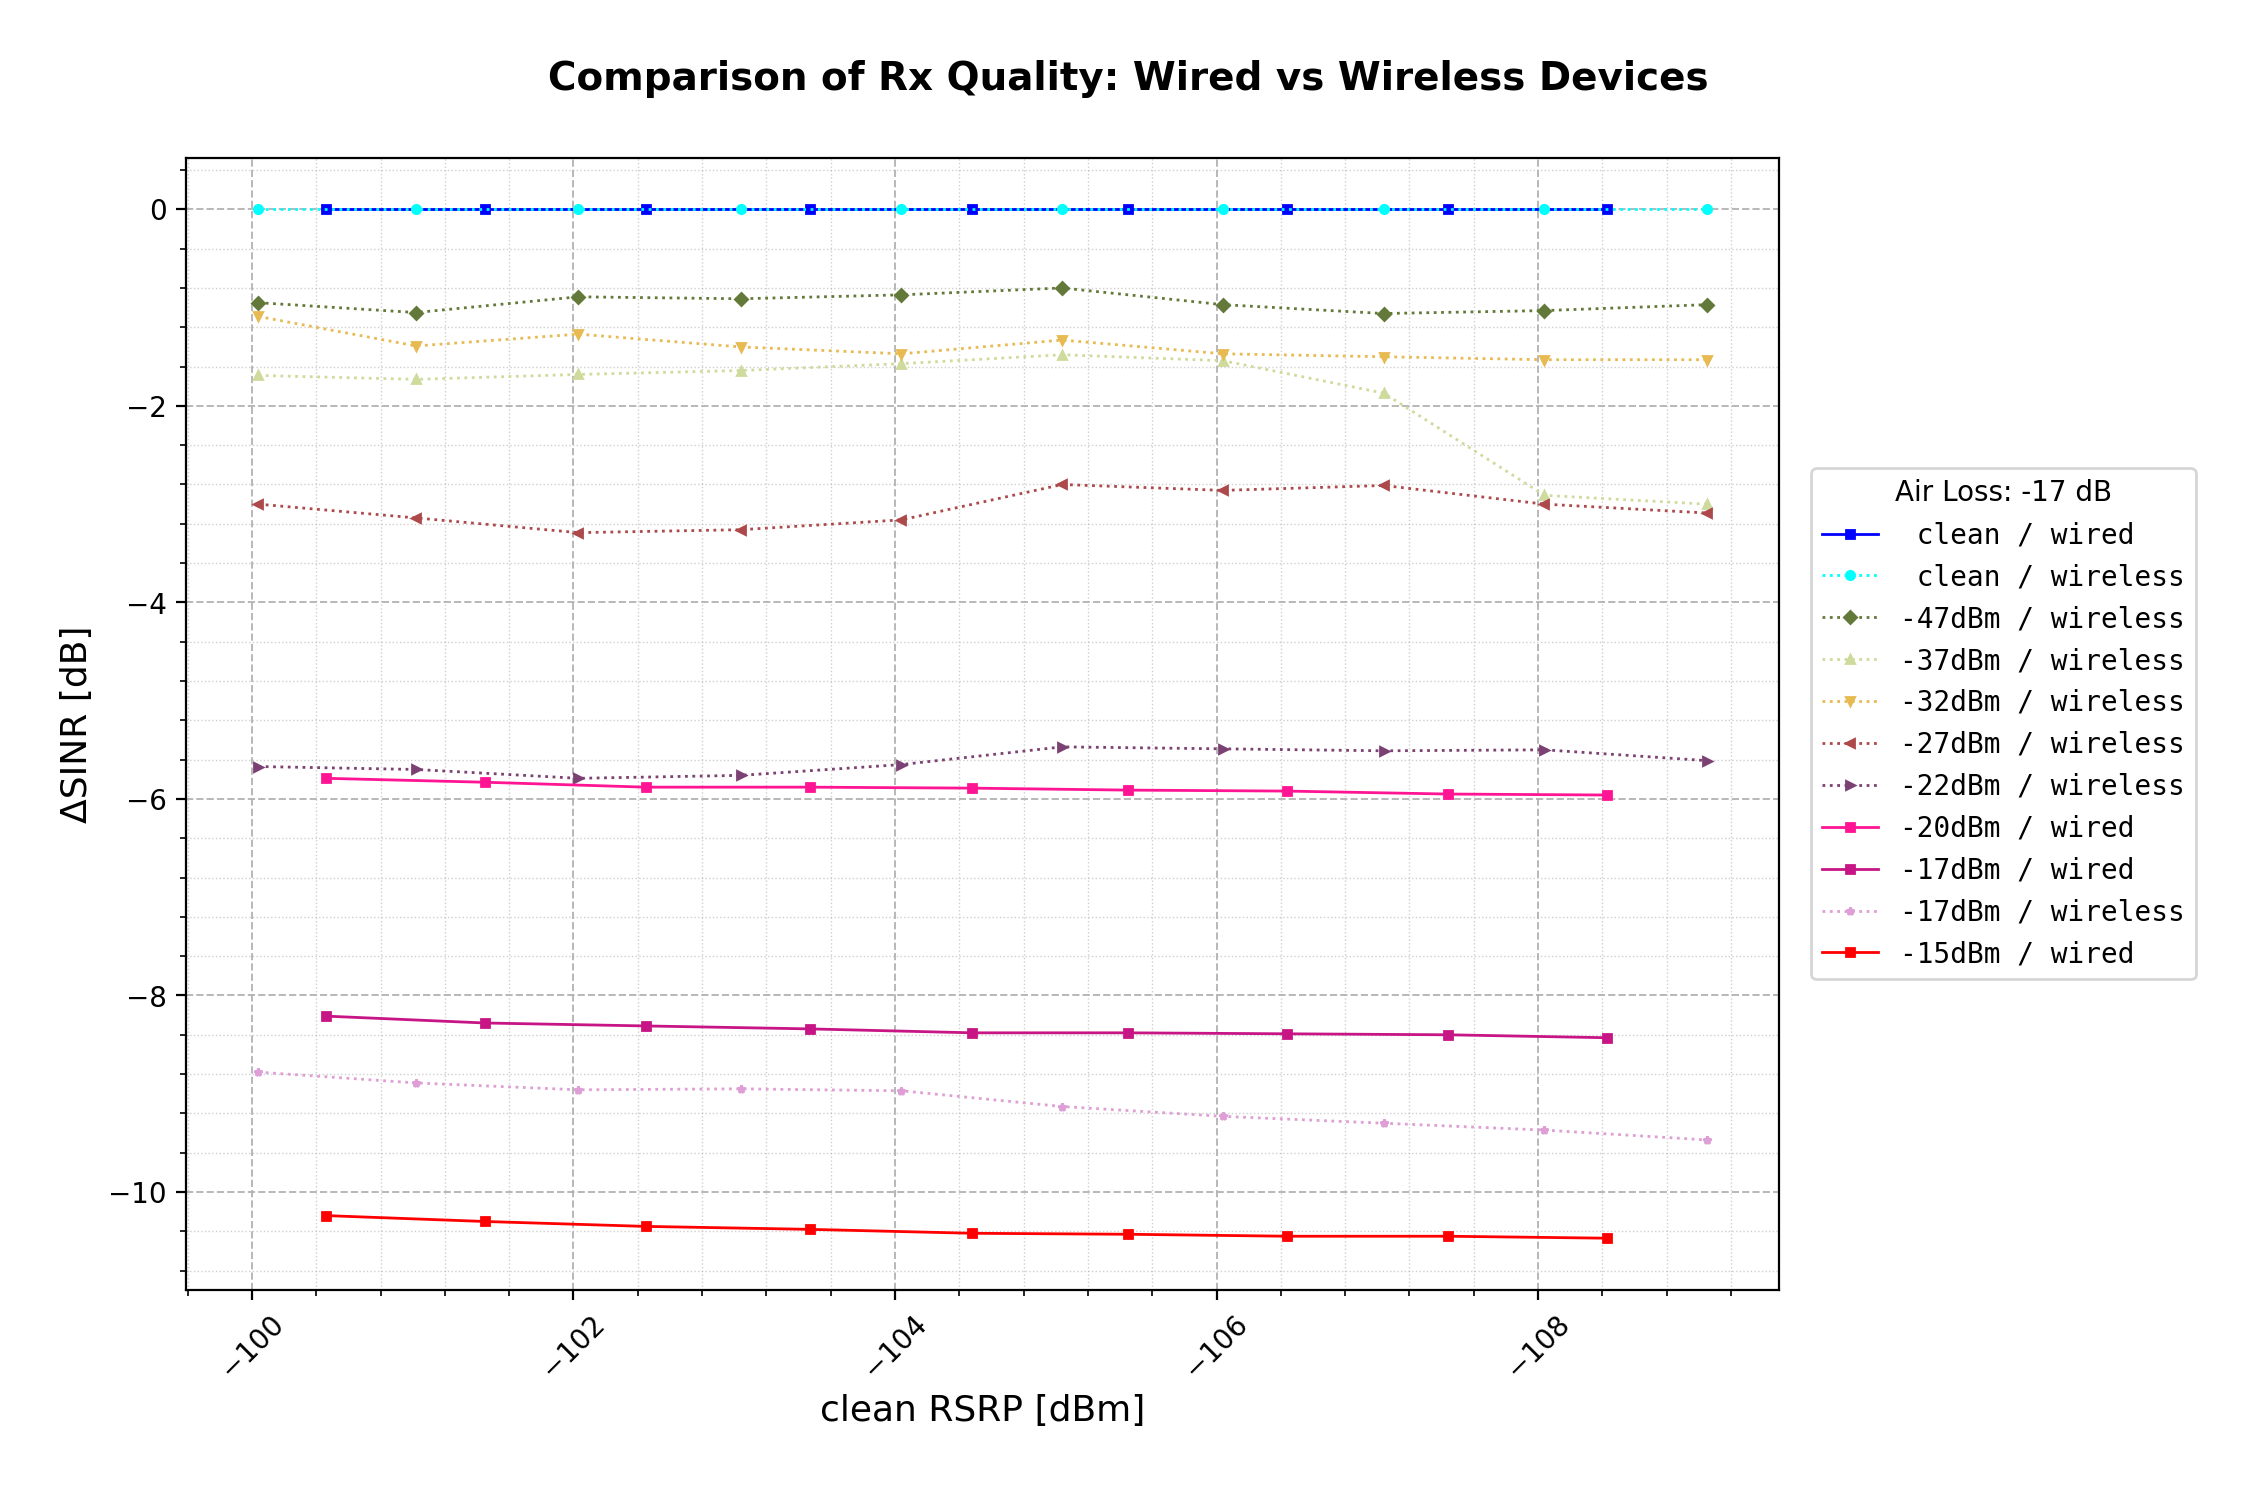 Comparison of Rx Quality: Wired vs Wireless Devices
0
−2
−4
−6
−8
−10
ΔSINR [dB]
−100
−102
−104
−106
−108
clean RSRP [dBm]
Air Loss: -17 dB
clean / wired
clean / wireless
-47dBm / wireless
-37dBm / wireless
-32dBm / wireless
-27dBm / wireless
-22dBm / wireless
-20dBm / wired
-17dBm / wired
-17dBm / wireless
-15dBm / wired